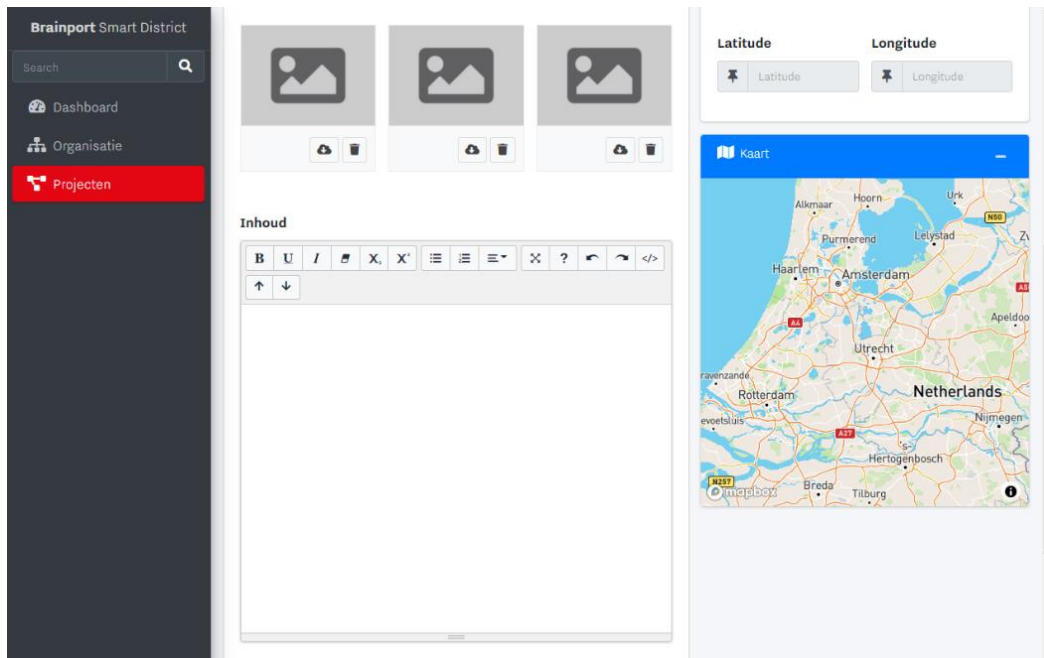 Brainport Smart District
Search
Dashboard
Organisatie
Projecten
Inhoud
B U I X, X' ?
</>
Latitude Longitude
Latitude Longitude
Kaart
Alkmaar
Hoorn
Urk
N50
Purmerend
Lelystad
Haarlem
Amsterdam
A4
Apeldoo
Utrecht
ravenzande
Rotterdam
Netherlands
evoetsluis
Nijmegen
A27
's-
Hertogenbosch
N257
Breda
Tilburg
mapbox